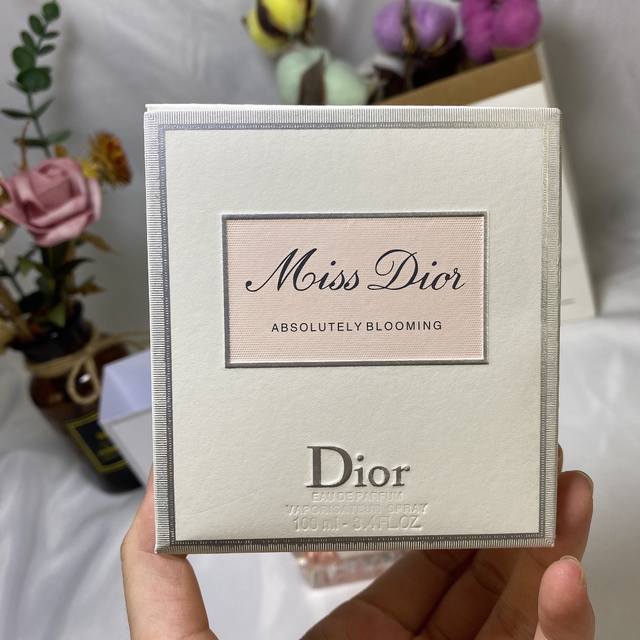 Miss Dior
ABSOLUTELY BLOOMING
Dior
EAU DE PARFUM
VAPORISATEUR SPRAY
100 ml - 3.4 FL.OZ